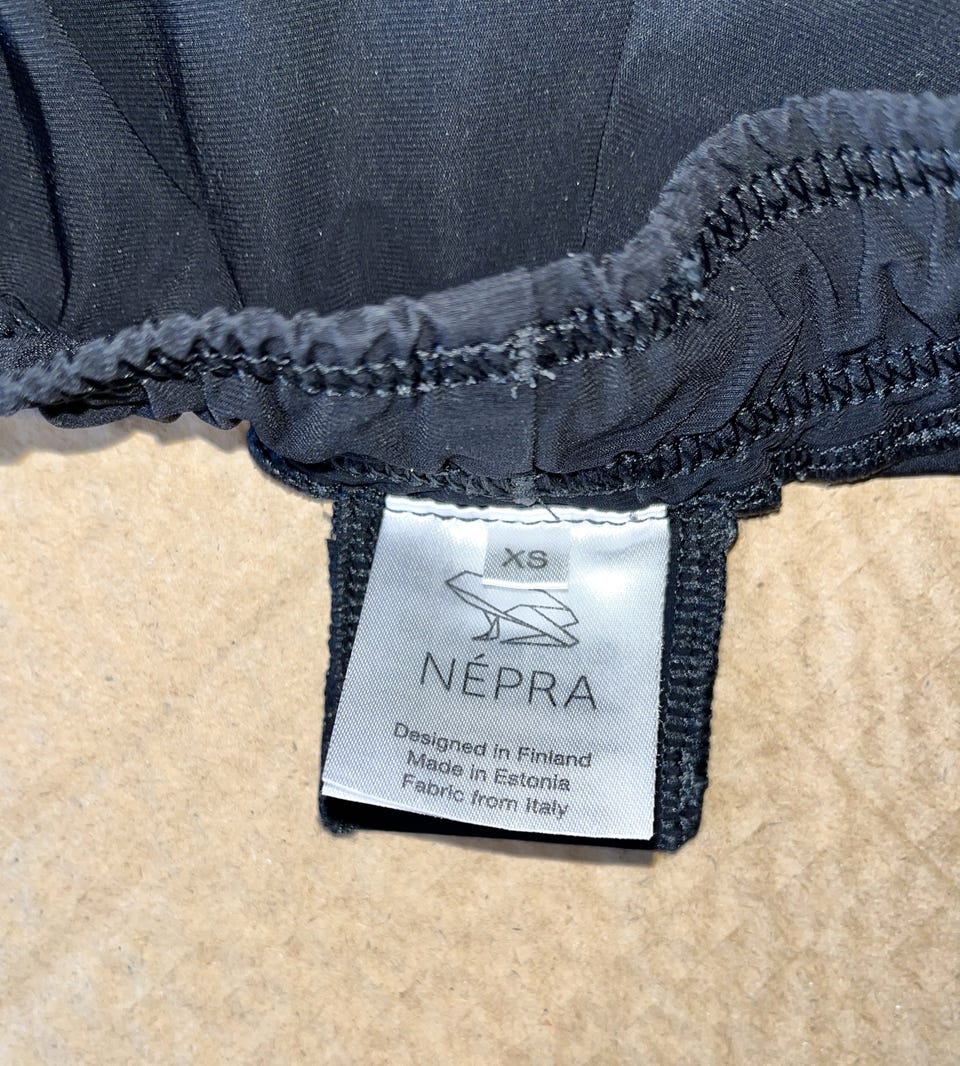 XS
NÉPRA
Designed in Finland
Made in Estonia
Fabric from Italy